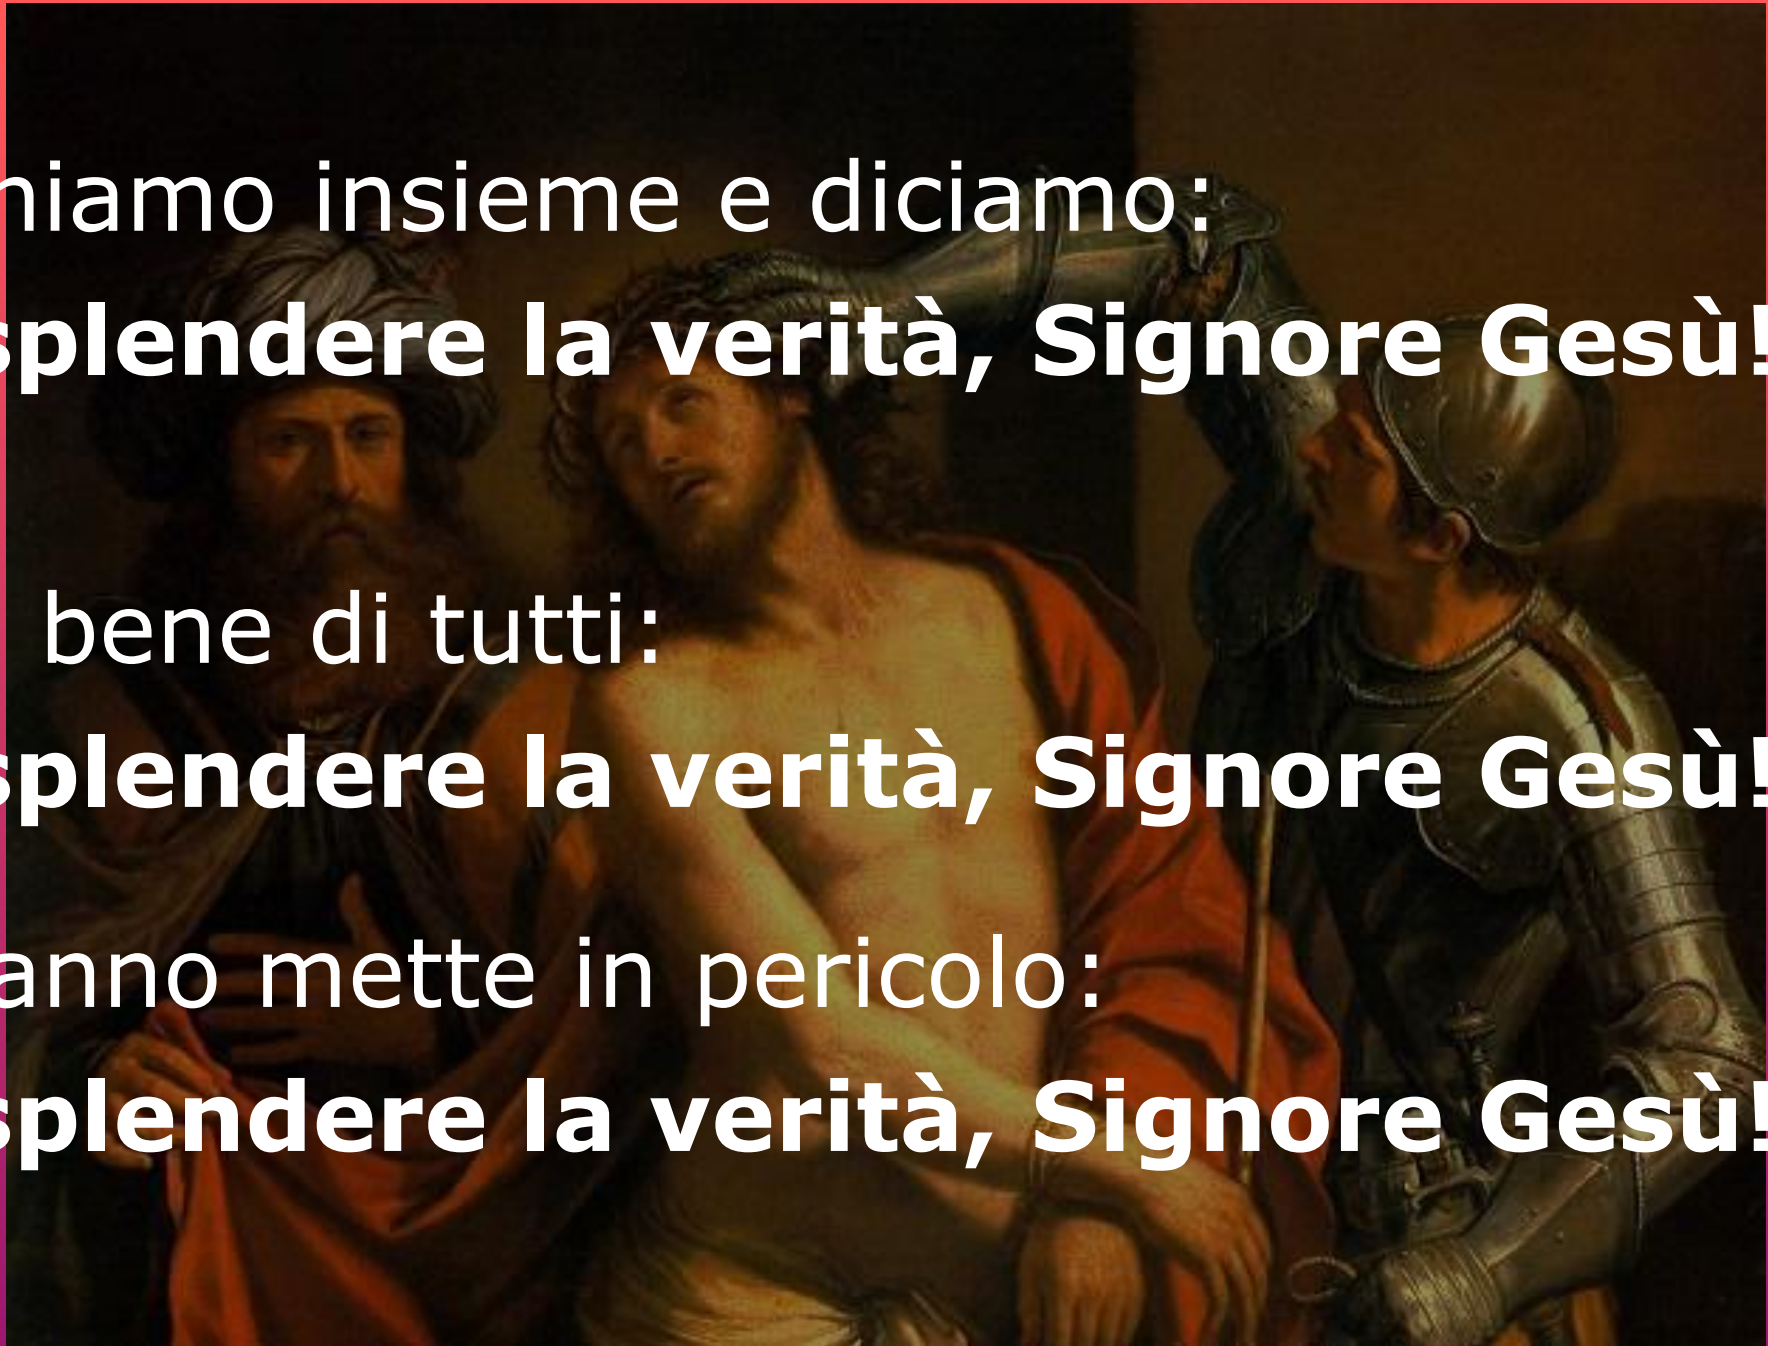 niamo insieme e diciamo:
splendere la verità, Signore Gesù!
bene di tutti:
splendere la verità, Signore Gesù!
anno mette in pericolo:
splendere la verità, Signore Gesù!